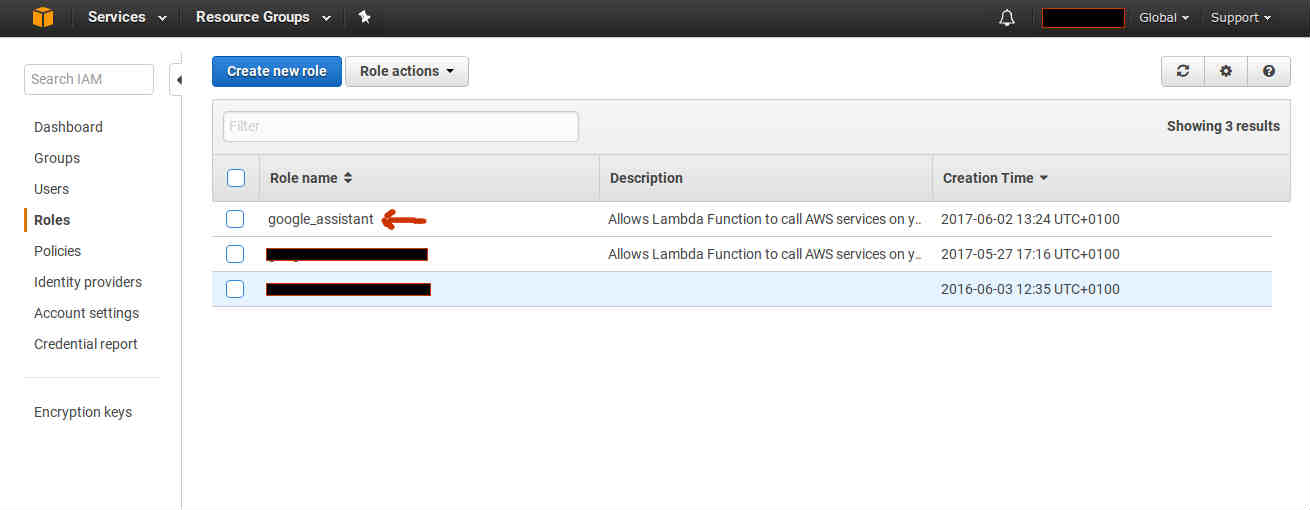 Services Resource Groups Global Support
Search IAM
Create new role Role actions
Filter
Showing 3 results
Dashboard
Groups
Users
Roles
Policies
Identity providers
Account settings
Credential report
Encryption keys
Role name Description Creation Time
google_assistant Allows Lambda Function to call AWS services on y.. 2017-06-02 13:24 UTC+0100
Allows Lambda Function to call AWS services on y.. 2017-05-27 17:16 UTC+0100
2016-06-03 12:35 UTC+0100